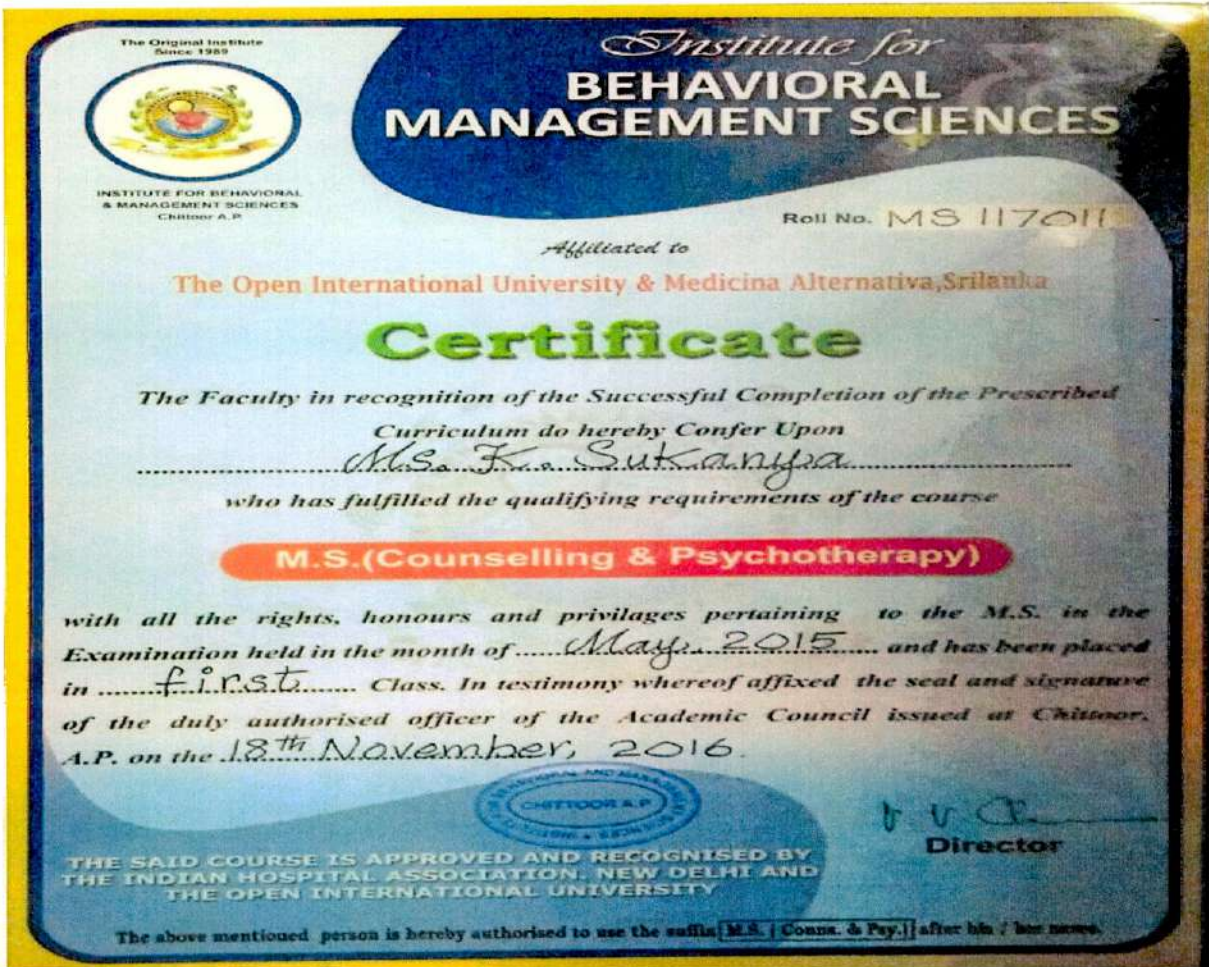 The Original Institute
Since 1989
INSTITUTE FOR BEHAVIORAL
& MANAGEMENT SCIENCES
Chittoor A.P.
Institute for
BEHAVIORAL
MANAGEMENT SCIENCES
Roll No. MS 117011
Affiliated to
The Open International University & Medicina Alternativa,Srilanka
Certificate
The Faculty in recognition of the Successful Completion of the Prescribed
Curriculum do hereby Confer Upon
Ms. K. Sukanya
who has fulfilled the qualifying requirements of the course
M.S.(Counselling & Psychotherapy)
with all the rights, honours and privilages pertaining to the M.S. in the
Examination held in the month of ..... May, 2015 ..... and has been placed
in ..... first ..... Class. In testimony whereof affixed the seal and signature
of the duly authorised officer of the Academic Council issued at Chittoor,
A.P. on the 18th November, 2016.
CHITTOOR A.P
Director
THE SAID COURSE IS APPROVED AND RECOGNISED BY
THE INDIAN HOSPITAL ASSOCIATION, NEW DELHI AND
THE OPEN INTERNATIONAL UNIVERSITY
The above mentioned person is hereby authorised to use the suffix M.S. ( Conns. & Psy.) after his / her name.